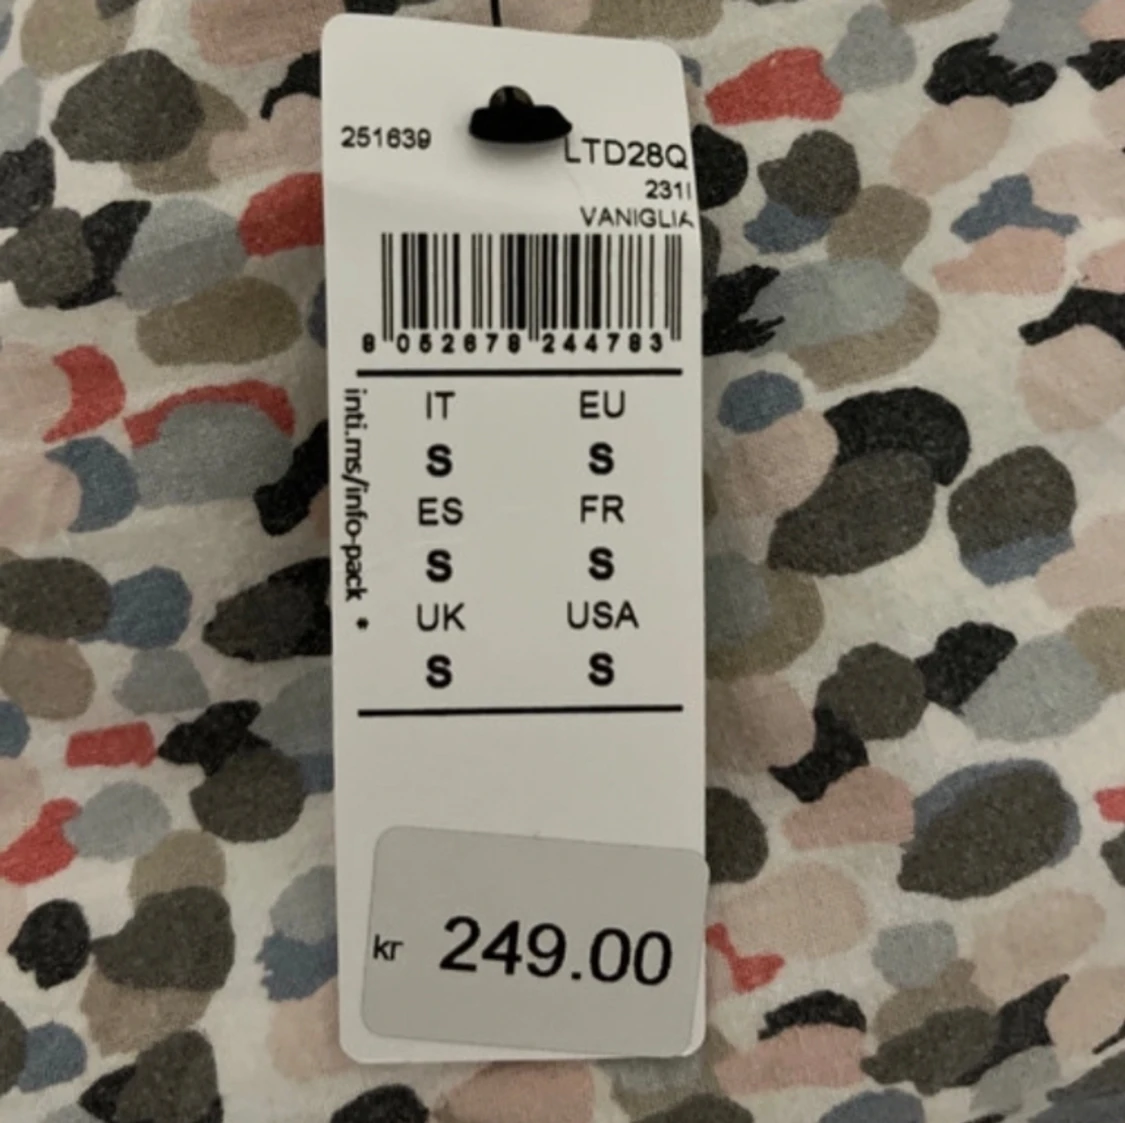 251639
LTD28Q
231I
VANIGLIA
8 052678 244783
inti.ms/info-pack *
IT EU
S S
ES FR
S S
UK USA
S S
kr 249.00